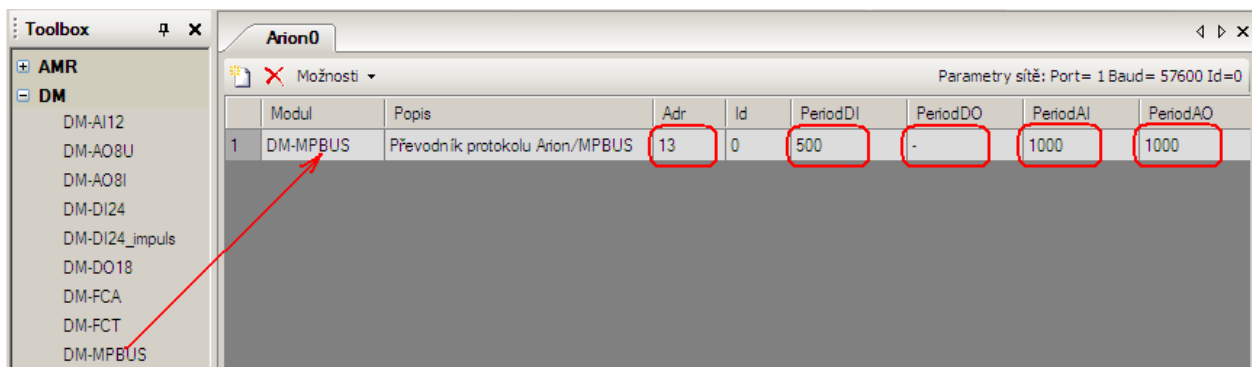 Toolbox
AMR
DM
DM-AI12
DM-AO8U
DM-AO8I
DM-DI24
DM-DI24_impuls
DM-DO18
DM-FCA
DM-FCT
DM-MPBUS
Arion0
Možnosti
Parametry sítě: Port= 1 Baud= 57600 Id=0
Modul Popis Adr Id PeriodDI PeriodDO PeriodAI PeriodAO
1 DM-MPBUS Převodník protokolu Arion/MPBUS 13 0 500 - 1000 1000